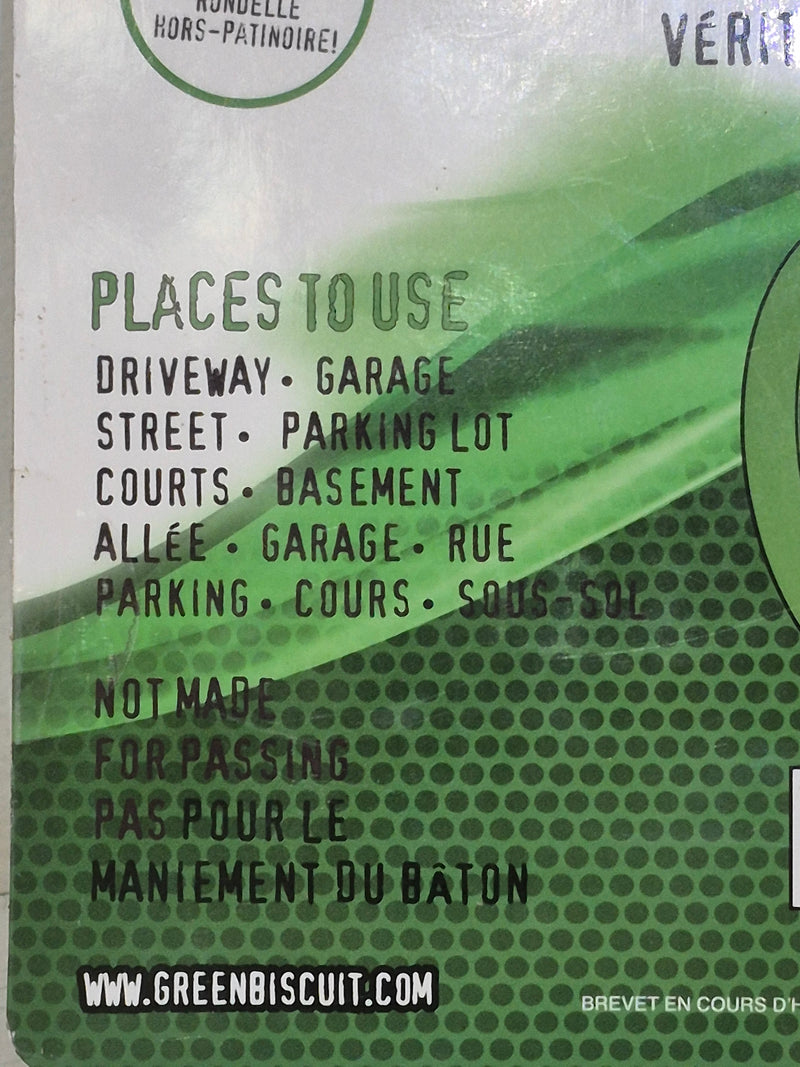 RONDELLE
HORS-PATINOIRE!
PLACES TO USE
DRIVEWAY • GARAGE
STREET • PARKING LOT
COURTS • BASEMENT
ALLÉE • GARAGE • RUE
PARKING • COURS • SOUS-SOL
NOT MADE
FOR PASSING
PAS POUR LE
MANIEMENT DU BÂTON
WWW.GREENBISCUIT.COM
BREVET EN COURS D'H